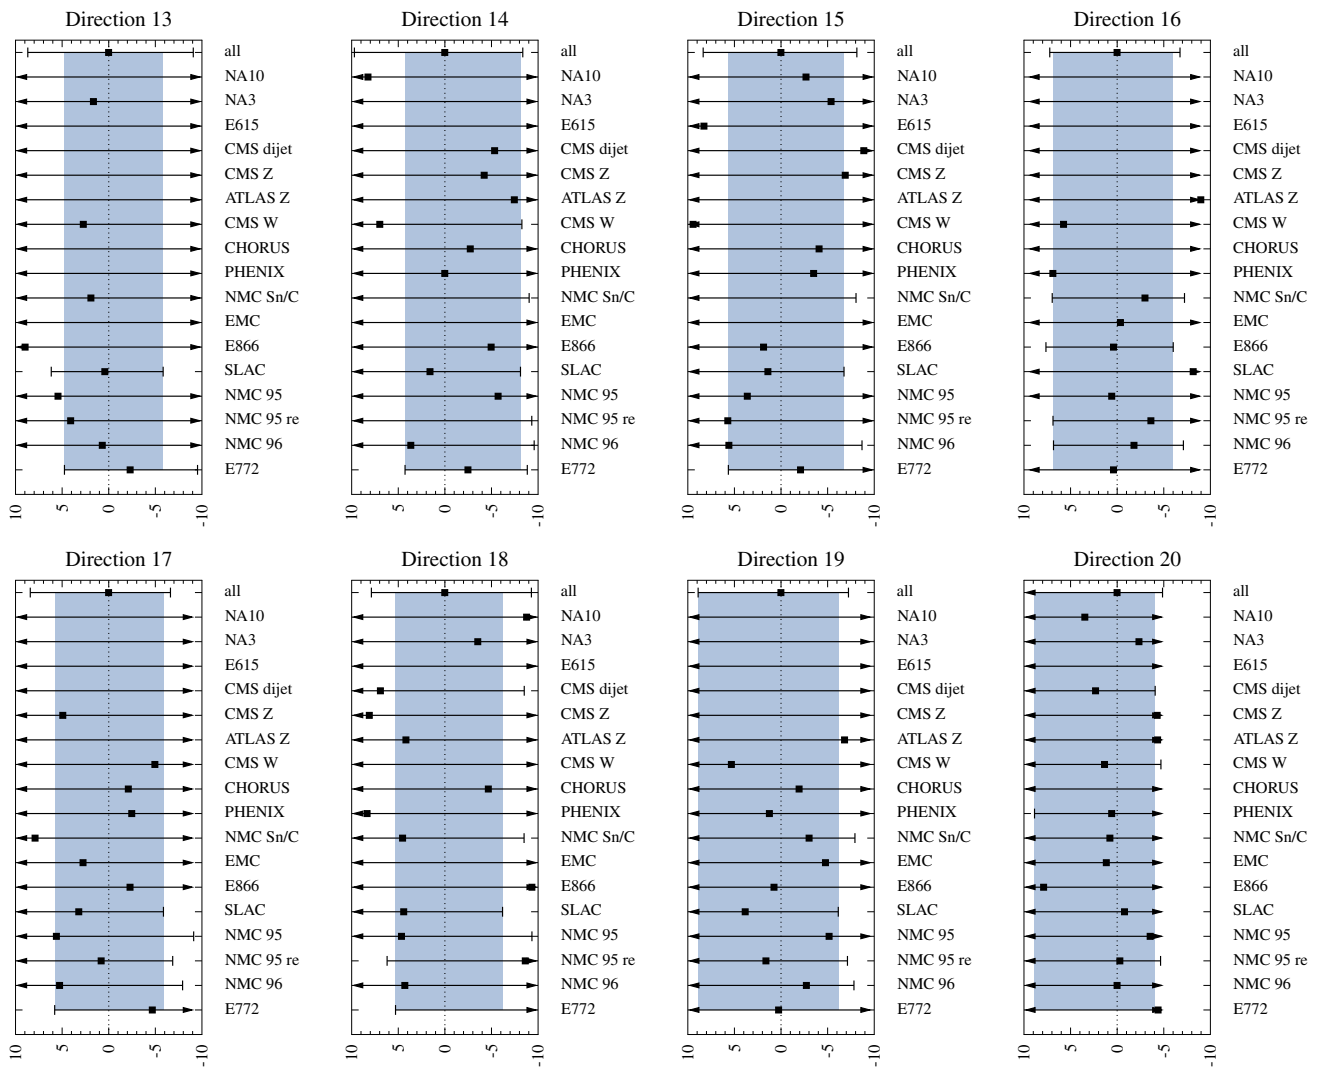 Direction 13
all
NA10
NA3
E615
CMS dijet
CMS Z
ATLAS Z
CMS W
CHORUS
PHENIX
NMC Sn/C
EMC
E866
SLAC
NMC 95
NMC 95 re
NMC 96
E772
10 5 0 -5 -10
Direction 14
all
NA10
NA3
E615
CMS dijet
CMS Z
ATLAS Z
CMS W
CHORUS
PHENIX
NMC Sn/C
EMC
E866
SLAC
NMC 95
NMC 95 re
NMC 96
E772
10 5 0 -5 -10
Direction 15
all
NA10
NA3
E615
CMS dijet
CMS Z
ATLAS Z
CMS W
CHORUS
PHENIX
NMC Sn/C
EMC
E866
SLAC
NMC 95
NMC 95 re
NMC 96
E772
10 5 0 -5 -10
Direction 16
all
NA10
NA3
E615
CMS dijet
CMS Z
ATLAS Z
CMS W
CHORUS
PHENIX
NMC Sn/C
EMC
E866
SLAC
NMC 95
NMC 95 re
NMC 96
E772
10 5 0 -5 -10
Direction 17
all
NA10
NA3
E615
CMS dijet
CMS Z
ATLAS Z
CMS W
CHORUS
PHENIX
NMC Sn/C
EMC
E866
SLAC
NMC 95
NMC 95 re
NMC 96
E772
10 5 0 -5 -10
Direction 18
all
NA10
NA3
E615
CMS dijet
CMS Z
ATLAS Z
CMS W
CHORUS
PHENIX
NMC Sn/C
EMC
E866
SLAC
NMC 95
NMC 95 re
NMC 96
E772
10 5 0 -5 -10
Direction 19
all
NA10
NA3
E615
CMS dijet
CMS Z
ATLAS Z
CMS W
CHORUS
PHENIX
NMC Sn/C
EMC
E866
SLAC
NMC 95
NMC 95 re
NMC 96
E772
10 5 0 -5 -10
Direction 20
all
NA10
NA3
E615
CMS dijet
CMS Z
ATLAS Z
CMS W
CHORUS
PHENIX
NMC Sn/C
EMC
E866
SLAC
NMC 95
NMC 95 re
NMC 96
E772
10 5 0 -5 -10